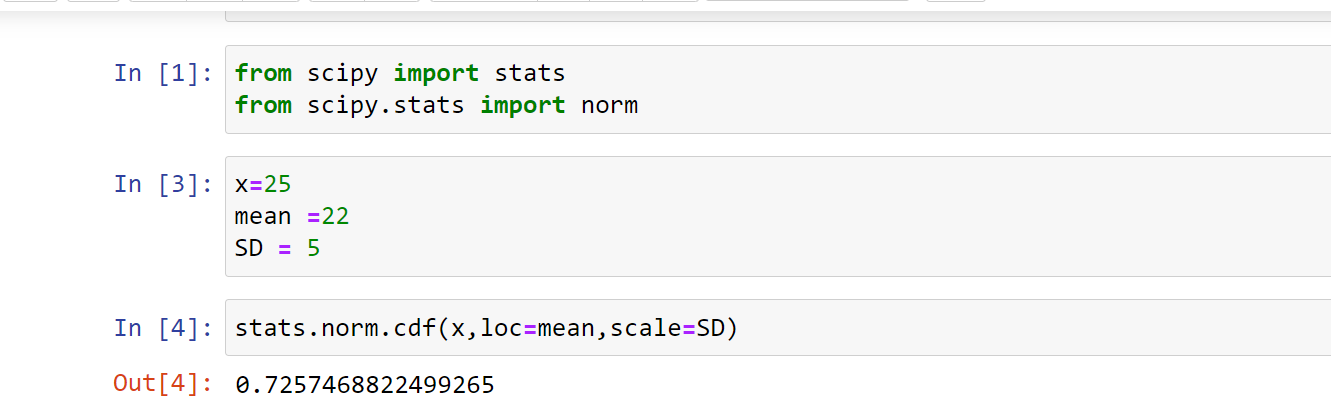 In [1]: from scipy import stats
from scipy.stats import norm
In [3]: x=25
mean =22
SD = 5
In [4]: stats.norm.cdf(x,loc=mean,scale=SD)
Out[4]: 0.7257468822499265